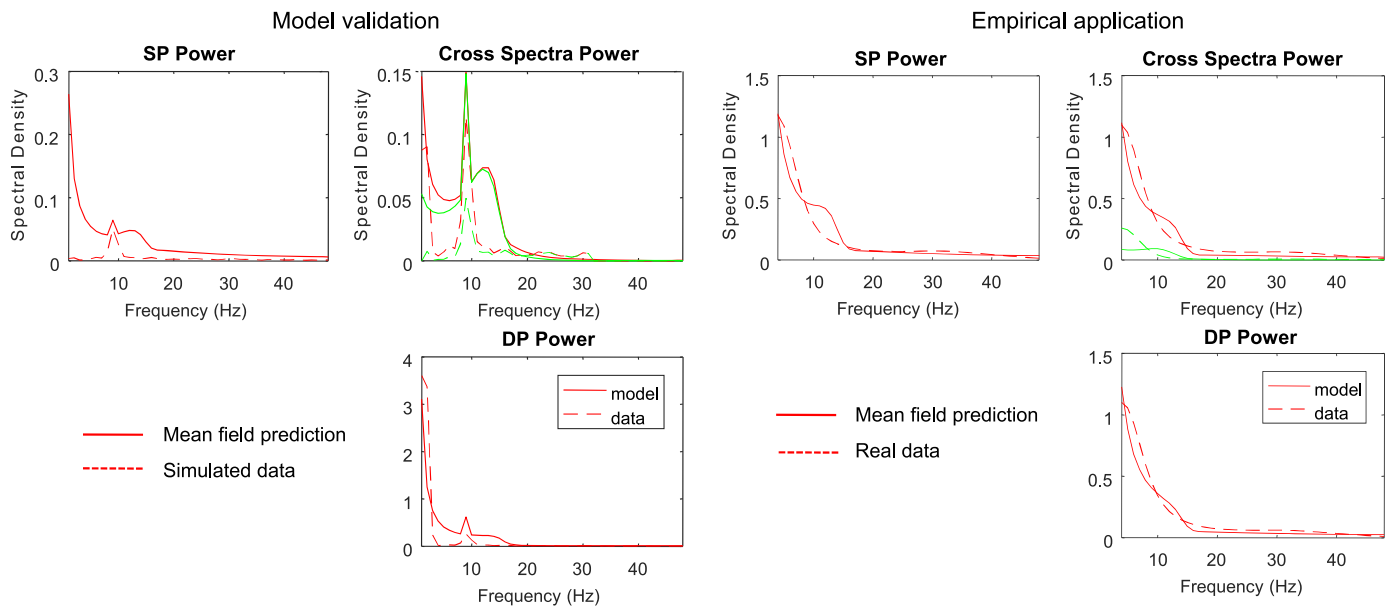 Model validation
SP Power
Spectral Density
0.3
0.2
0.1
0
10 20 30 40
Frequency (Hz)
Cross Spectra Power
0.15
0.1
0.05
0
10 20 30 40
Frequency (Hz)
DP Power
4
3
2
1
0
10 20 30 40
Frequency (Hz)
model
data
Mean field prediction
Simulated data
Empirical application
SP Power
Spectral Density
1.5
1
0.5
0
10 20 30 40
Frequency (Hz)
Cross Spectra Power
Spectral Density
1.5
1
0.5
0
10 20 30 40
Frequency (Hz)
DP Power
1.5
1
0.5
0
10 20 30 40
Frequency (Hz)
model
data
Mean field prediction
Real data